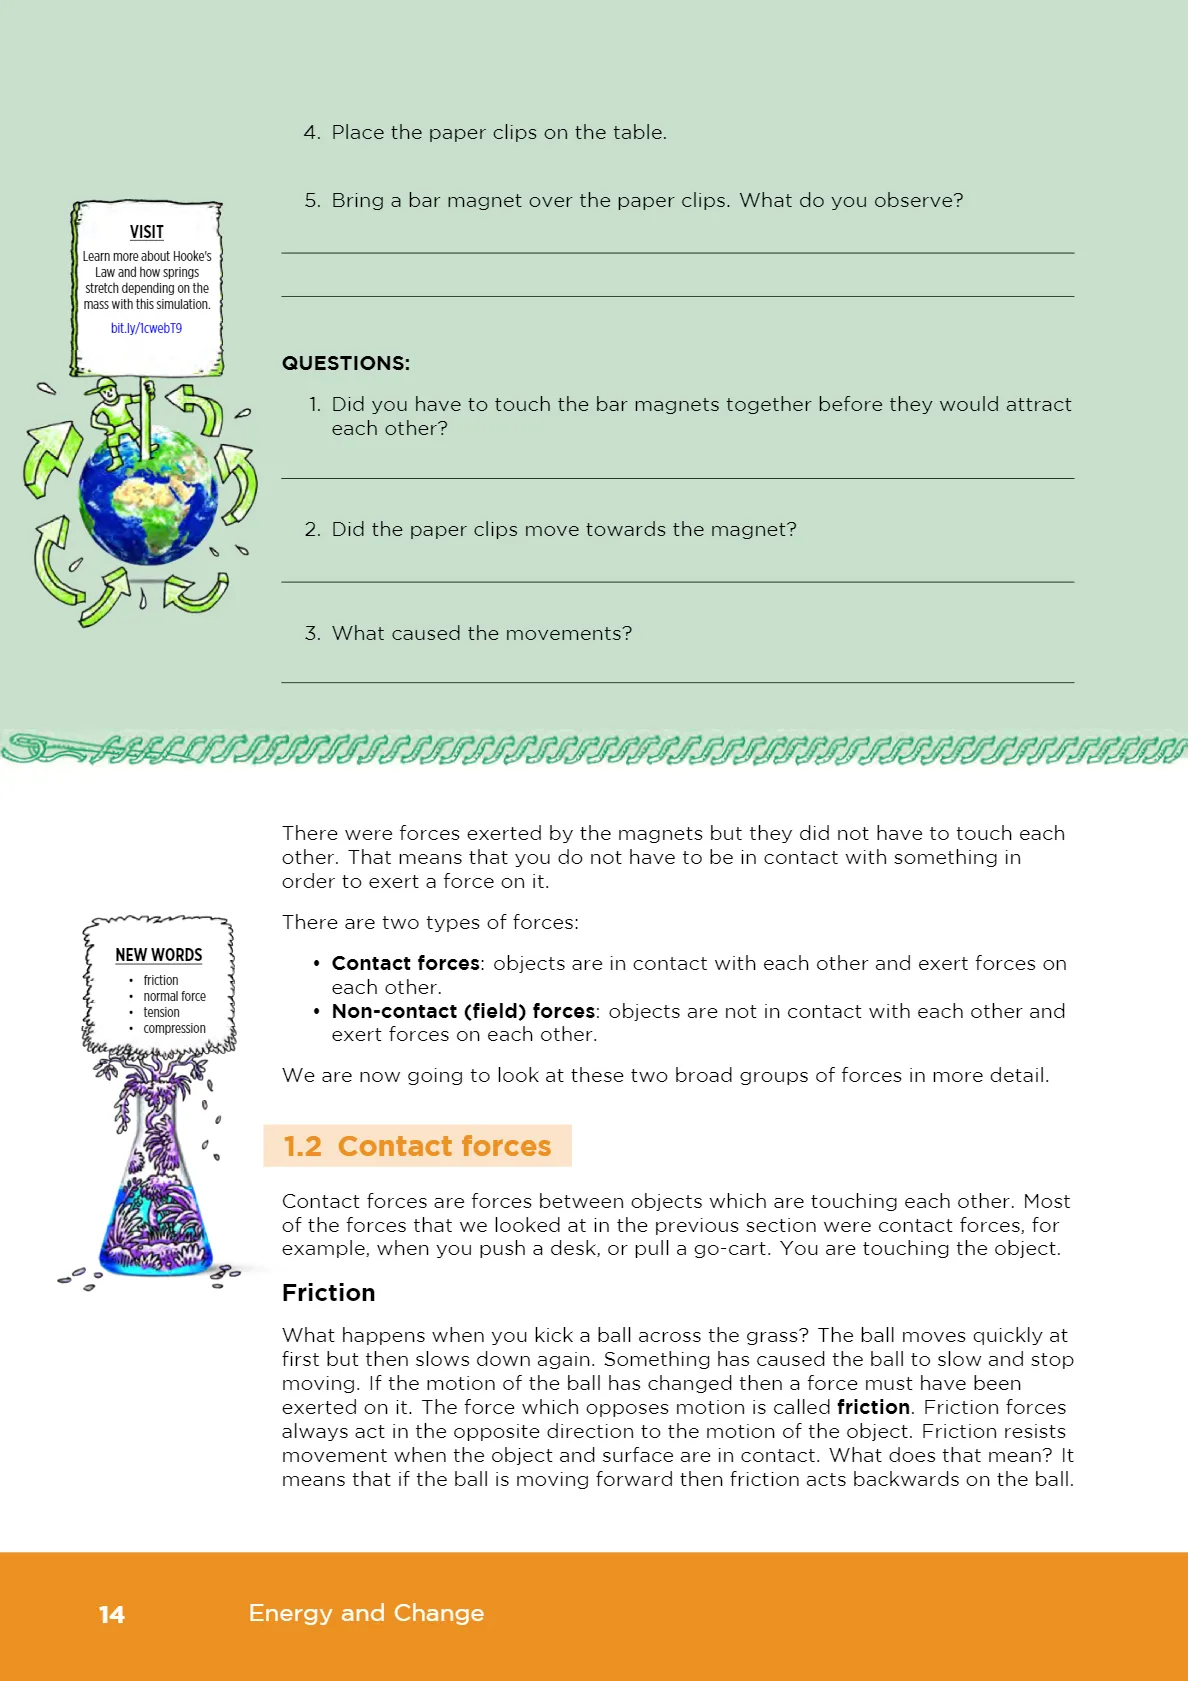 4. Place the paper clips on the table.
5. Bring a bar magnet over the paper clips. What do you observe?
VISIT
Learn more about Hooke's
Law and how springs
stretch depending on the
mass with this simulation.
bit.ly/1cwebT9
QUESTIONS:
1. Did you have to touch the bar magnets together before they would attract
each other?
2. Did the paper clips move towards the magnet?
3. What caused the movements?
There were forces exerted by the magnets but they did not have to touch each
other. That means that you do not have to be in contact with something in
order to exert a force on it.
There are two types of forces:
• Contact forces: objects are in contact with each other and exert forces on
each other.
• Non-contact (field) forces: objects are not in contact with each other and
exert forces on each other.
We are now going to look at these two broad groups of forces in more detail.
NEW WORDS
• friction
• normal force
• tension
• compression
1.2 Contact forces
Contact forces are forces between objects which are touching each other. Most
of the forces that we looked at in the previous section were contact forces, for
example, when you push a desk, or pull a go-cart. You are touching the object.
Friction
What happens when you kick a ball across the grass? The ball moves quickly at
first but then slows down again. Something has caused the ball to slow and stop
moving. If the motion of the ball has changed then a force must have been
exerted on it. The force which opposes motion is called friction. Friction forces
always act in the opposite direction to the motion of the object. Friction resists
movement when the object and surface are in contact. What does that mean? It
means that if the ball is moving forward then friction acts backwards on the ball.
14
Energy and Change